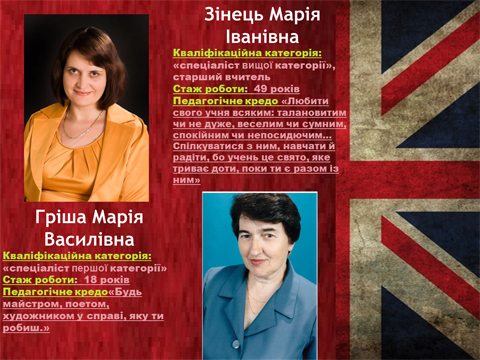 Зінець Марія
Іванівна
Кваліфікаційна категорія:
«спеціаліст вищої категорії»,
старший вчитель
Стаж роботи:  49 років
Педагогічне кредо «Любити
свого учня всяким: талановитим
чи не дуже, веселим чи сумним,
спокійним чи непосидючим…
Спілкуватися з ним, навчати й
радіти, бо учень це свято, яке
триває доти, поки ти є разом із
ним»
Гріша Марія
Василівна
Кваліфікаційна категорія:
«спеціаліст першої категорії»
Стаж роботи:  18 років
Педагогічне кредо«Будь
майстром, поетом,
художником у справі, яку ти
робиш.»